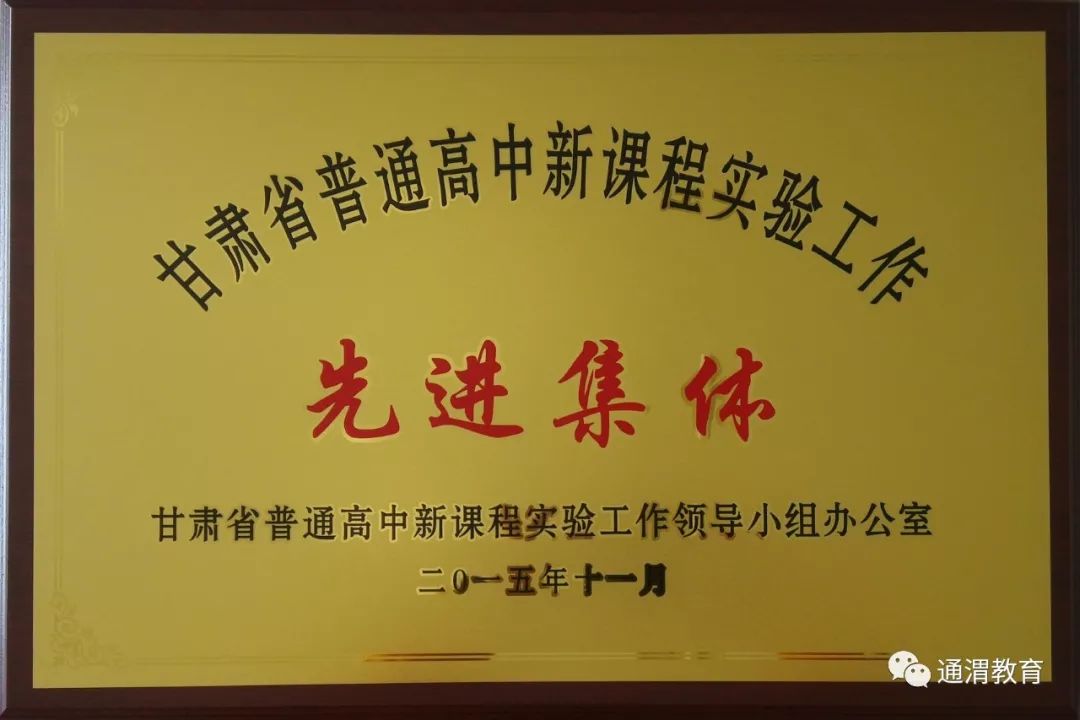 甘肃省普通高中新课程实验工作
先进集体
甘肃省普通高中新课程实验工作领导小组办公室
二0一五年十一月
通渭教育